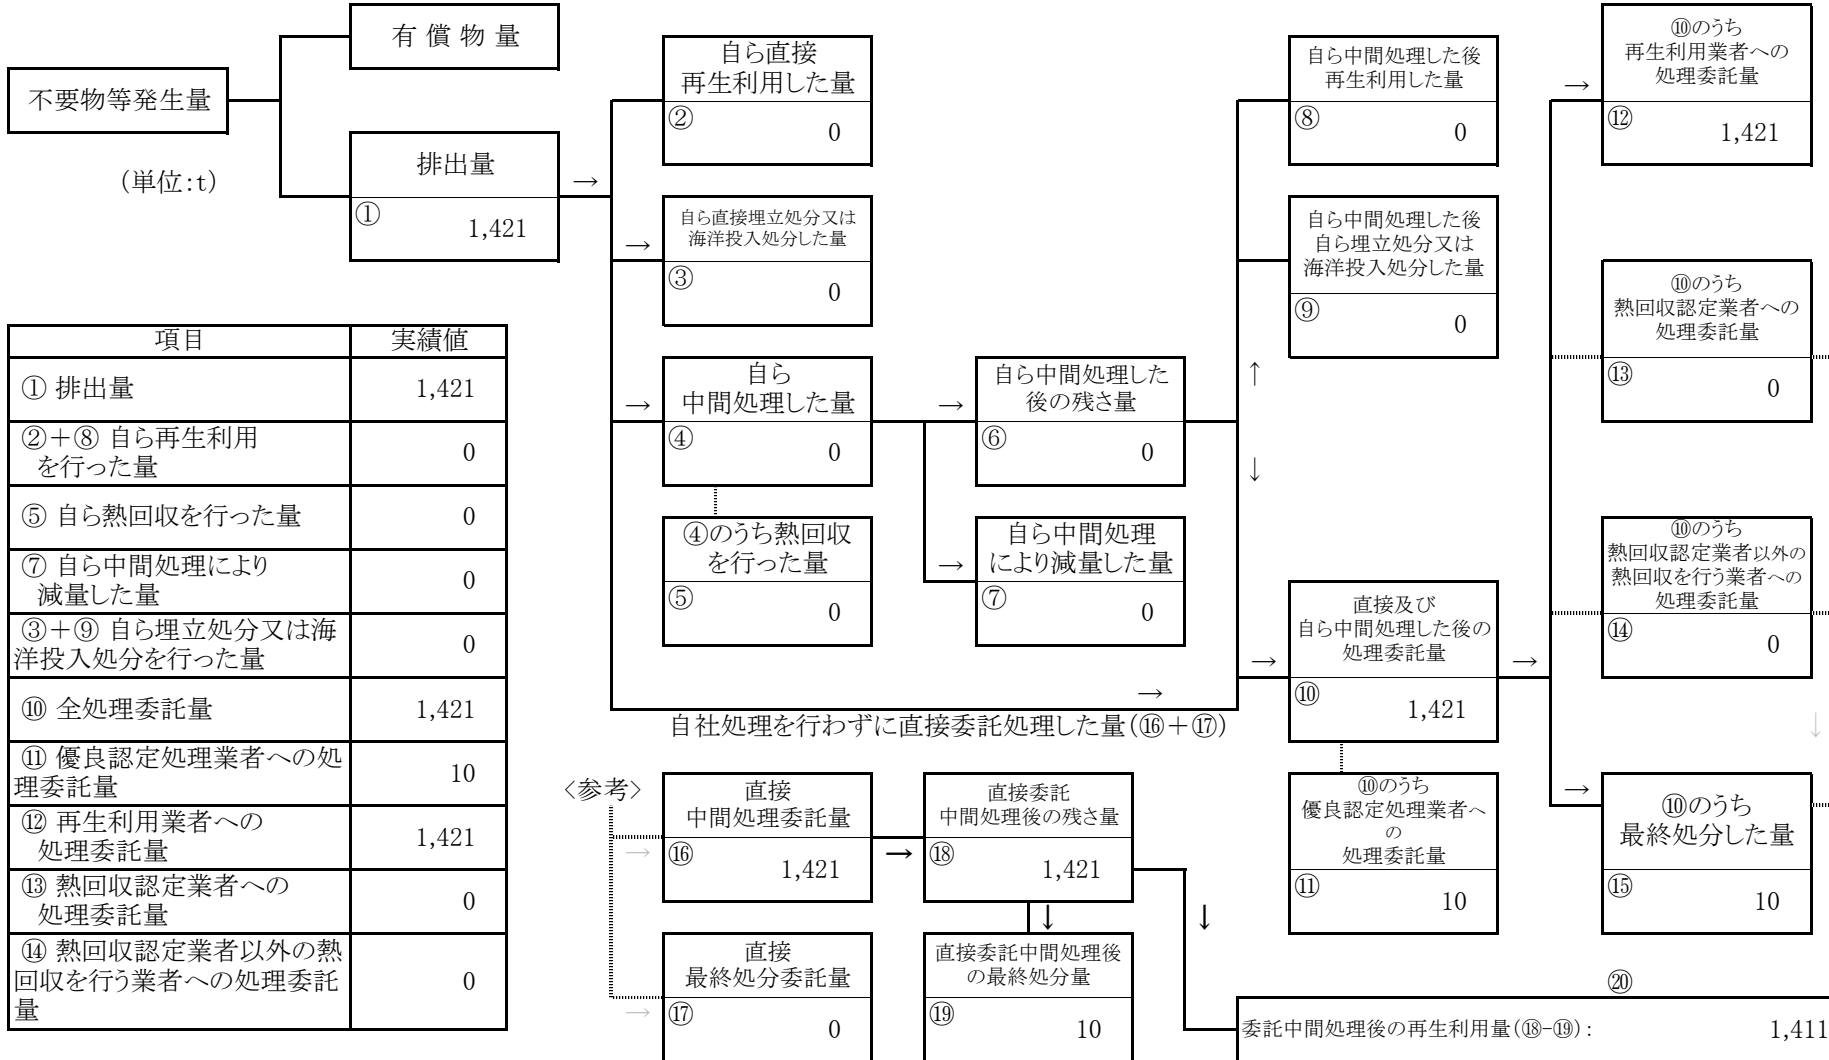 有 償 物 量
不要物等発生量
(単位:t)
排出量
①
1,421
→
自ら直接
再生利用した量
②
0
→
自ら直接埋立処分又は
海洋投入処分した量
③
0
→
自ら
中間処理した量
④
0
④のうち熱回収
を行った量
⑤
0
→
自ら中間処理した
後の残さ量
⑥
0
→
自ら中間処理
により減量した量
⑦
0
自ら中間処理した後
再生利用した量
⑧
0
自ら中間処理した後
自ら埋立処分又は
海洋投入処分した量
⑨
0
↑
↓
→
自社処理を行わずに直接委託処理した量(⑯+⑰)
→
直接及び
自ら中間処理した後の
処理委託量
⑩
1,421
→
⑩のうち
優良認定処理業者へ
の
処理委託量
⑪
10
→
⑩のうち
再生利用業者への
処理委託量
⑫
1,421
⑩のうち
熱回収認定業者への
処理委託量
⑬
0
⑩のうち
熱回収認定業者以外の
熱回収を行う業者への
処理委託量
⑭
0
↓
→
⑩のうち
最終処分した量
⑮
10
項目 実績値
① 排出量 1,421
②+⑧ 自ら再生利用
を行った量 0
⑤ 自ら熱回収を行った量 0
⑦ 自ら中間処理により
減量した量 0
③+⑨ 自ら埋立処分又は海
洋投入処分を行った量 0
⑩ 全処理委託量 1,421
⑪ 優良認定処理業者への処
理委託量 10
⑫ 再生利用業者への
処理委託量 1,421
⑬ 熱回収認定業者への
処理委託量 0
⑭ 熱回収認定業者以外の熱
回収を行う業者への処理委託
量 0
<参考>
→
直接
中間処理委託量
⑯
1,421
→
直接委託
中間処理後の残さ量
⑱
1,421
↓
↓
→
直接
最終処分委託量
⑰
0
直接委託中間処理後
の最終処分量
⑲
10
⑳
委託中間処理後の再生利用量(⑱-⑲): 1,411